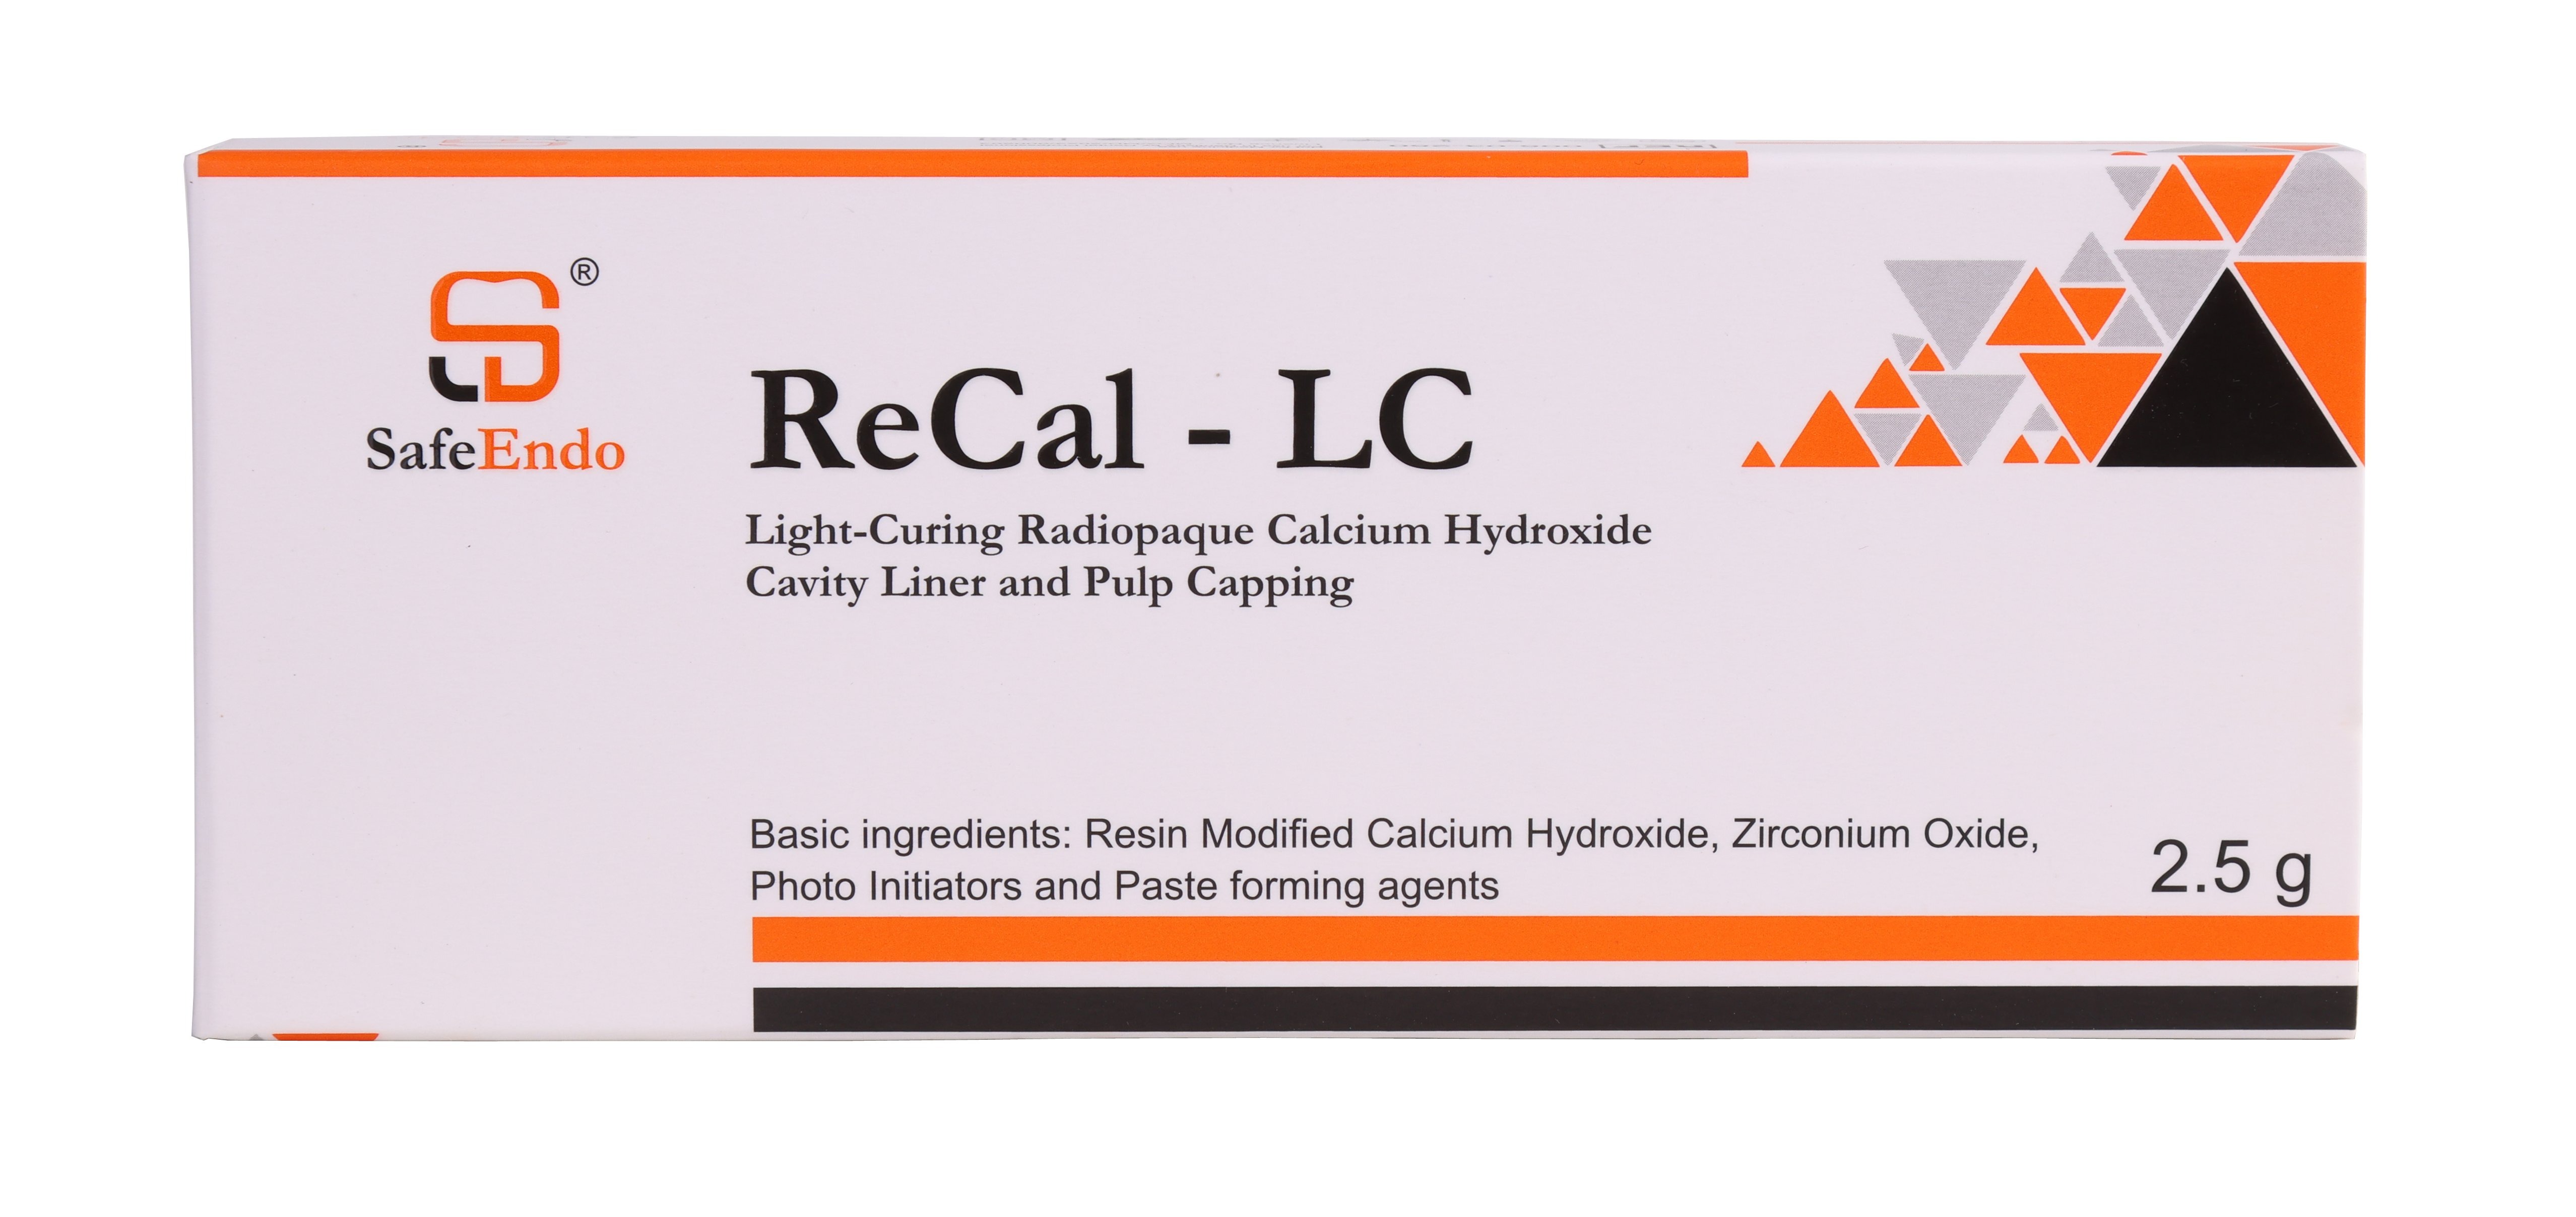 ®
SafeEndo
ReCal - LC
Light-Curing Radiopaque Calcium Hydroxide
Cavity Liner and Pulp Capping
Basic ingredients: Resin Modified Calcium Hydroxide, Zirconium Oxide,
Photo Initiators and Paste forming agents
2.5 g